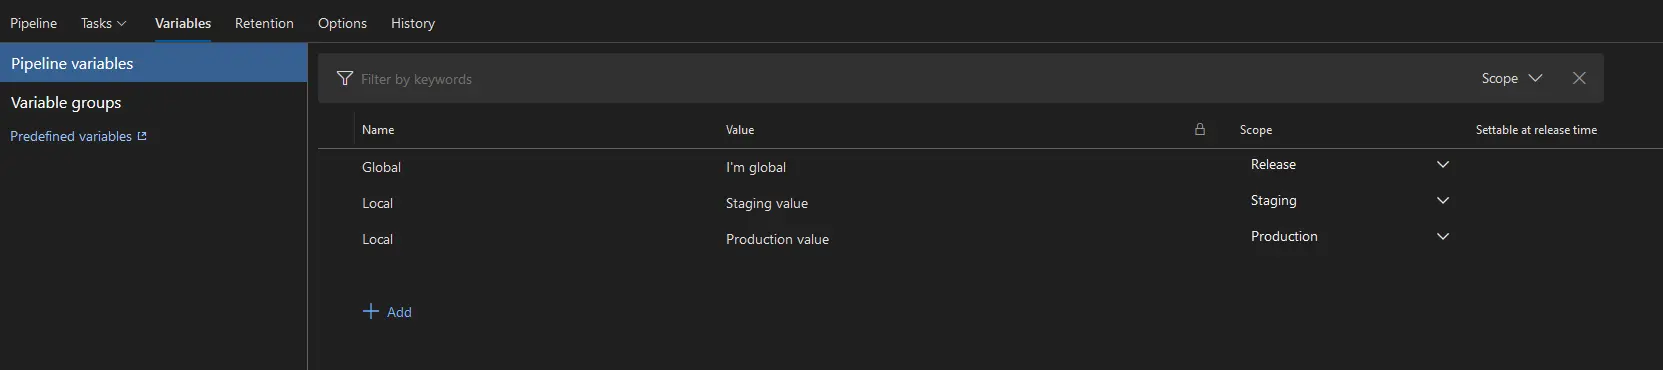 Pipeline Tasks Variables Retention Options History
Pipeline variables
Variable groups
Predefined variables
Filter by keywords Scope
Name Value Scope Settable at release time
Global I'm global Release
Local Staging value Staging
Local Production value Production
Add